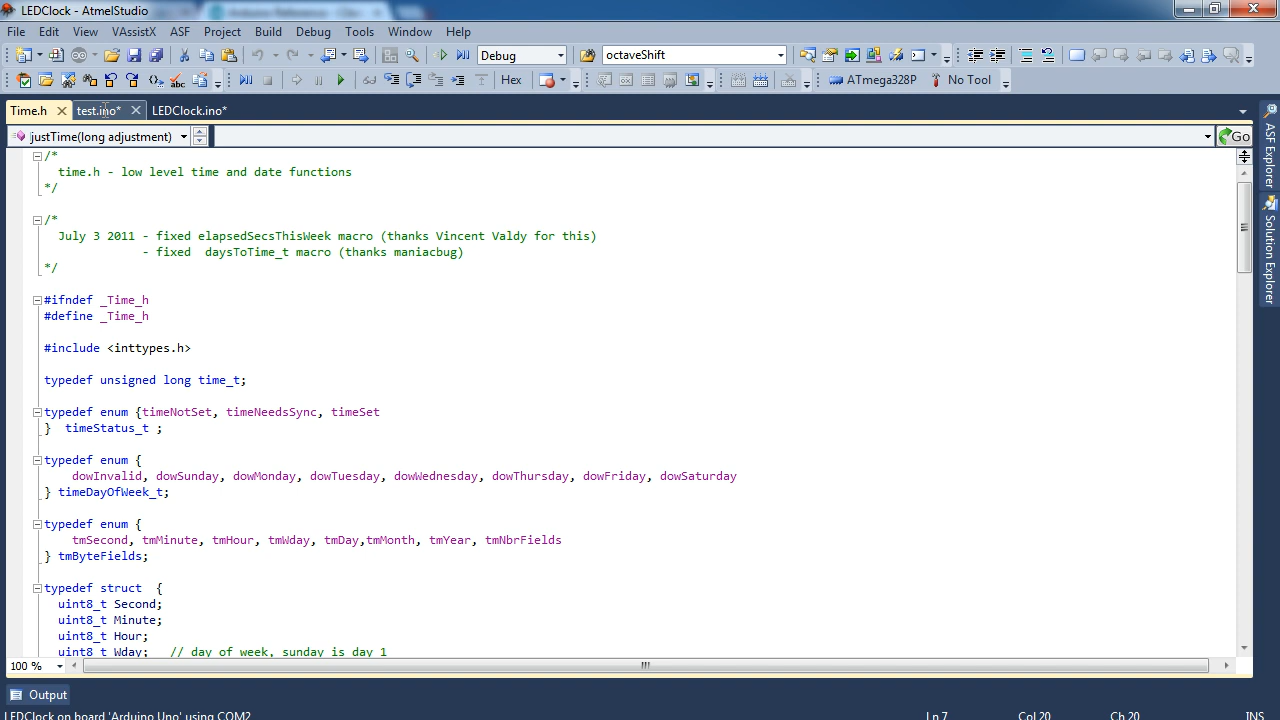 LEDClock - AtmelStudio
File Edit View VAssistX ASF Project Build Debug Tools Window Help
Debug octaveShift
Hex ATmega328P No Tool
Time.h test.ino* LEDClock.ino*
justTime(long adjustment) Go
/*
time.h - low level time and date functions
*/
/*
July 3 2011 - fixed elapsedSecsThisWeek macro (thanks Vincent Valdy for this)
- fixed  daysToTime_t macro (thanks maniacbug)
*/
#ifndef _Time_h
#define _Time_h
#include <inttypes.h>
typedef unsigned long time_t;
typedef enum {timeNotSet, timeNeedsSync, timeSet
}  timeStatus_t ;
typedef enum {
dowInvalid, dowSunday, dowMonday, dowTuesday, dowWednesday, dowThursday, dowFriday, dowSaturday
} timeDayOfWeek_t;
typedef enum {
tmSecond, tmMinute, tmHour, tmWday, tmDay,tmMonth, tmYear, tmNbrFields
} tmByteFields;
typedef struct  {
uint8_t Second;
uint8_t Minute;
uint8_t Hour;
uint8_t Wday;   // day of week, sunday is day 1
100 %
Output
LEDClock on board 'Arduino Uno' using COM2 Ln 7 Col 20 Ch 20 INS
ASF Explorer
Solution Explorer